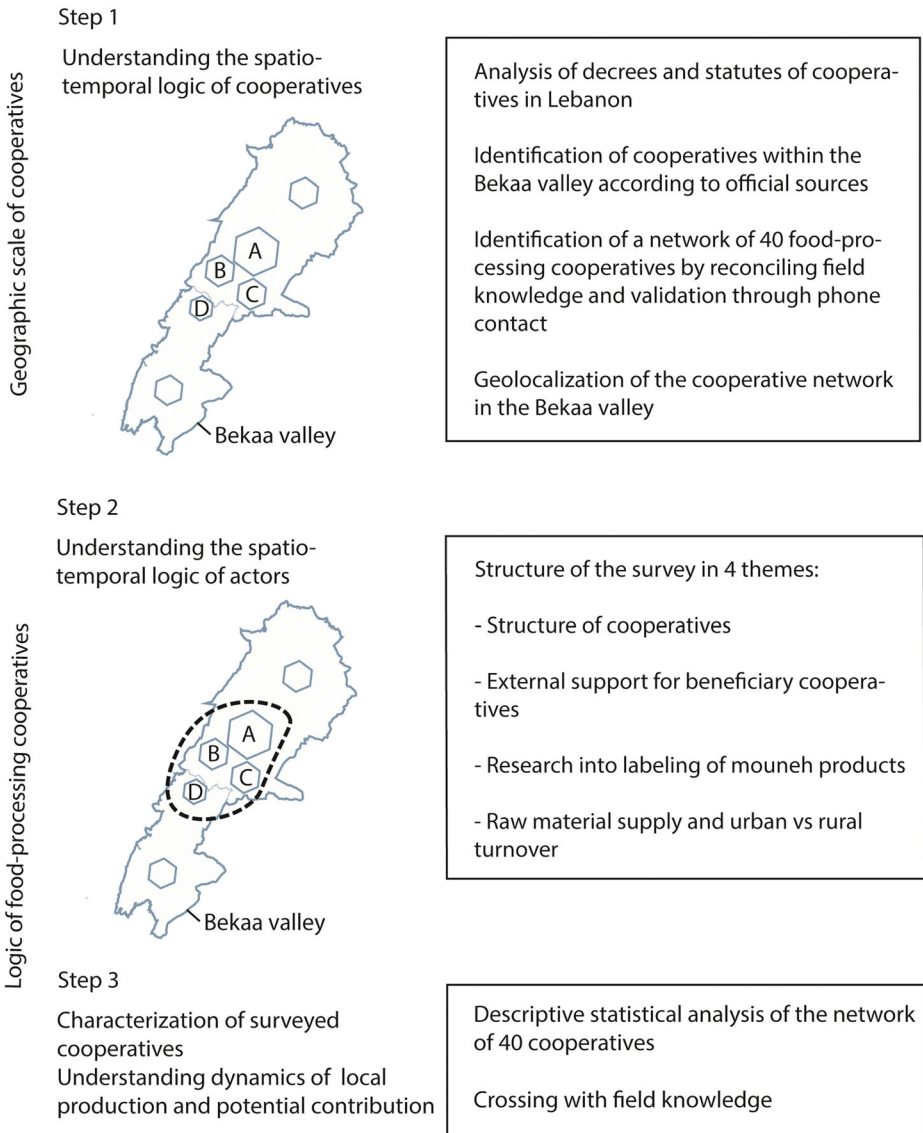 Geographic scale of cooperatives
Step 1
Understanding the spatio-
temporal logic of cooperatives
A
B
C
D
Bekaa valley
Analysis of decrees and statutes of coopera-
tives in Lebanon
Identification of cooperatives within the
Bekaa valley according to official sources
Identification of a network of 40 food-pro-
cessing cooperatives by reconciling field
knowledge and validation through phone
contact
Geolocalization of the cooperative network
in the Bekaa valley
Logic of food-processing cooperatives
Step 2
Understanding the spatio-
temporal logic of actors
A
B
C
D
Bekaa valley
Structure of the survey in 4 themes:
- Structure of cooperatives
- External support for beneficiary coopera-
tives
- Research into labeling of mouneh products
- Raw material supply and urban vs rural
turnover
Step 3
Characterization of surveyed
cooperatives
Understanding dynamics of local
production and potential contribution
Descriptive statistical analysis of the network
of 40 cooperatives
Crossing with field knowledge